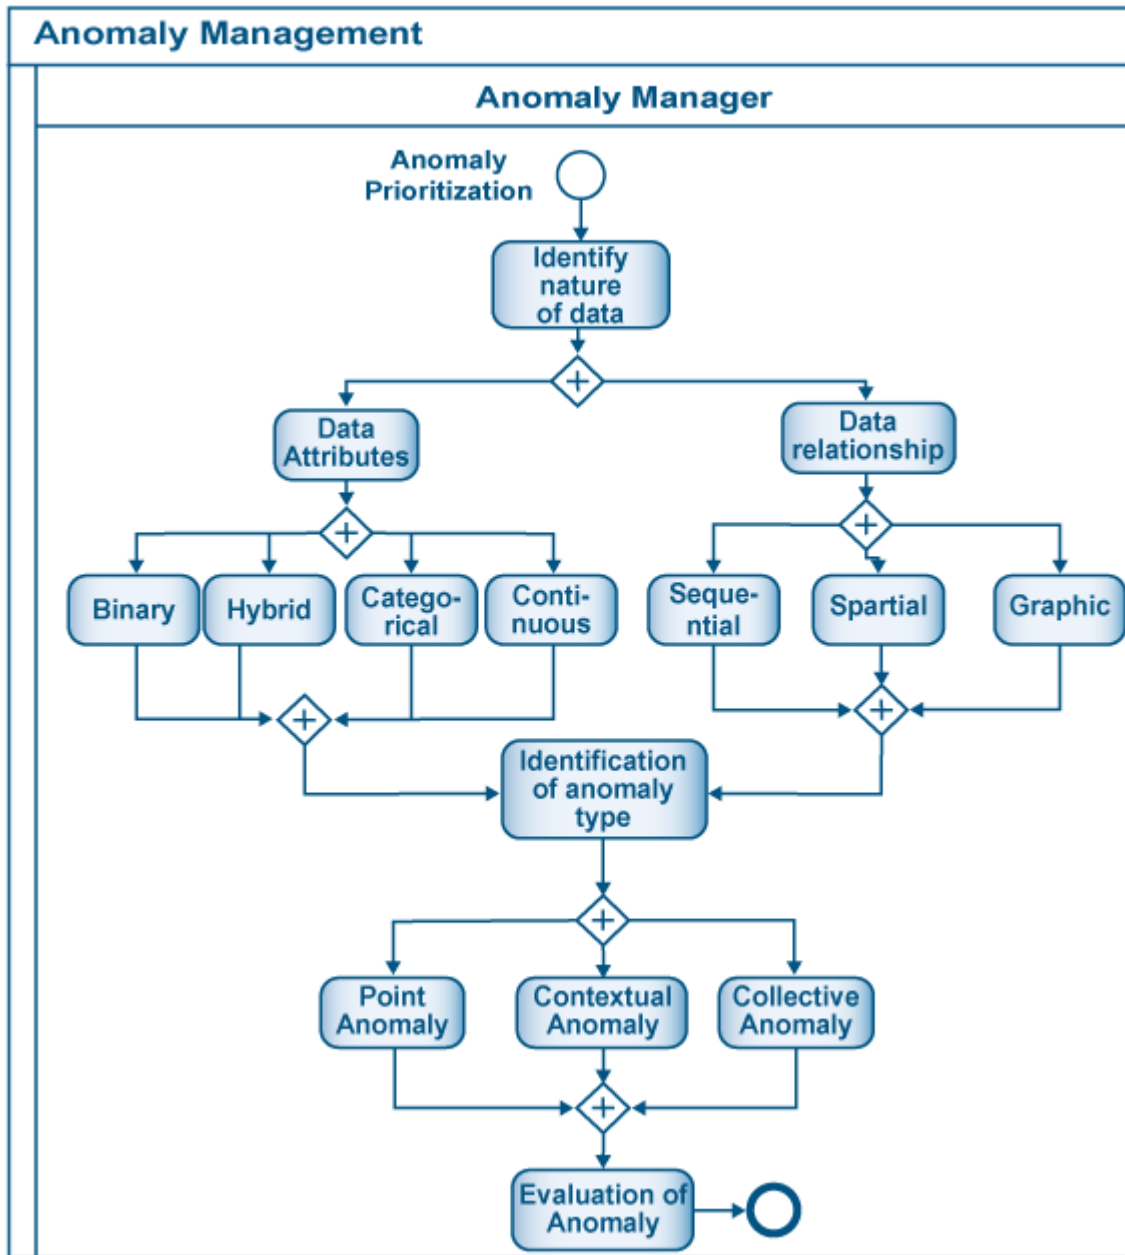 Anomaly Management
Anomaly Manager
Anomaly
Prioritization
Identify
nature
of data
Data
Attributes
Data
relationship
Binary
Hybrid
Catego-
rical
Conti-
nuous
Seque-
ntial
Spartial
Graphic
Identification
of anomaly
type
Point
Anomaly
Contextual
Anomaly
Collective
Anomaly
Evaluation of
Anomaly